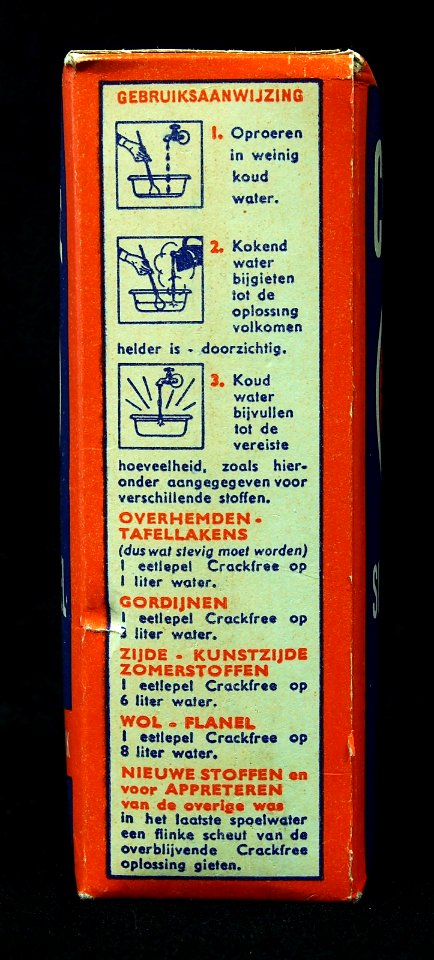 GEBRUIKSAANWIJZING
1. Oproeren
in weinig
koud
water.
2. Kokend
water
bijgieten
tot de
oplossing
volkomen
helder is - doorzichtig.
3. Koud
water
bijvullen
tot de
vereiste
hoeveelheid, zoals hier-
onder aangegeven voor
verschillende stoffen.
OVERHEMDEN -
TAFELLAKENS
(dus wat stevig moet worden)
1 eetlepel Crackfree op
1 liter water.
GORDIJNEN
1 eetlepel Crackfree op
liter water.
ZIJDE - KUNSTZIJDE
ZOMERSTOFFEN
1 eetlepel Crackfree op
6 liter water.
WOL - FLANEL
1 eetlepel Crackfree op
8 liter water.
NIEUWE STOFFEN en
voor APPRETEREN
van de overige was
in het laatste spoelwater
een flinke scheut van de
overblijvende Crackfree
oplossing gieten.